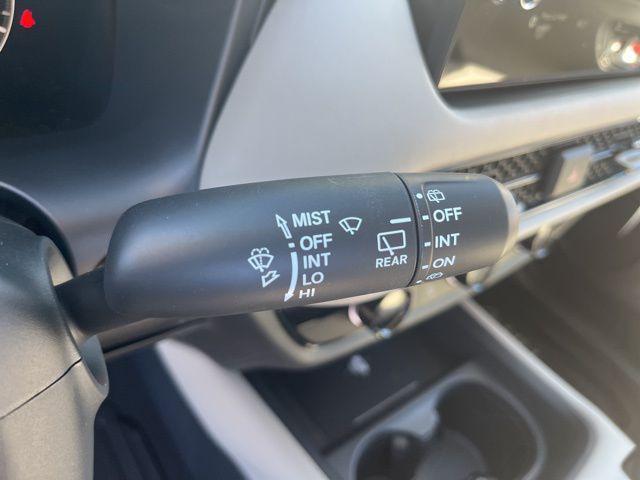 MIST
OFF
INT
LO
HI
REAR
OFF
INT
ON